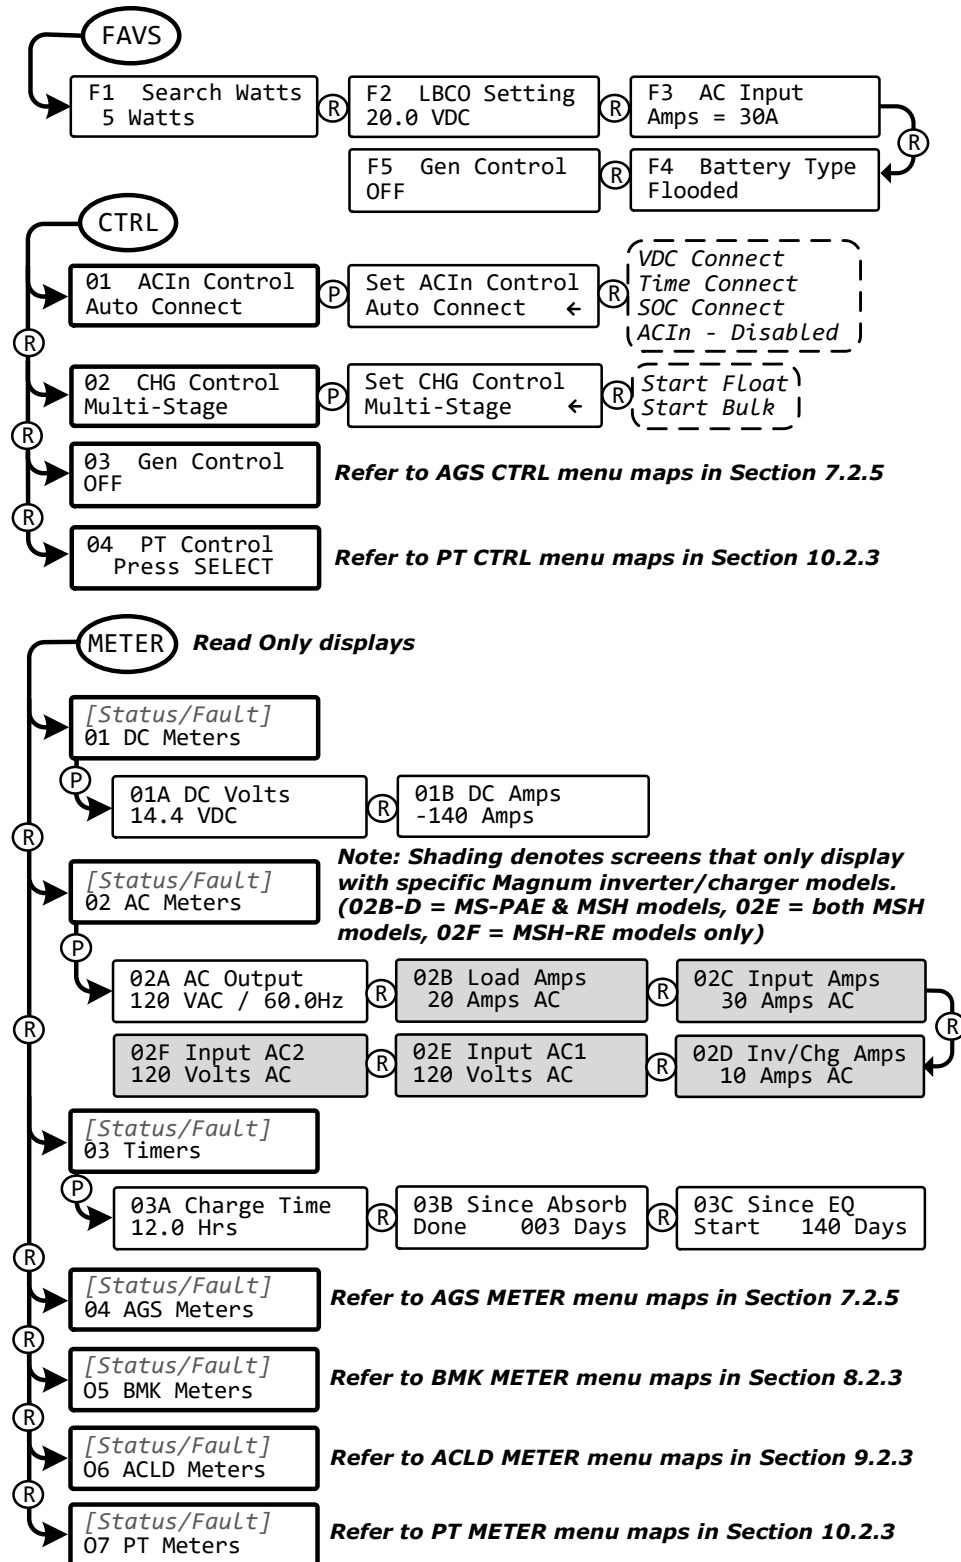 FAVS
F1 Search Watts
5 Watts
R
F2 LBCO Setting
20.0 VDC
R
F3 AC Input
Amps = 30A
R
F4 Battery Type
Flooded
R
F5 Gen Control
OFF
CTRL
01 ACIn Control
Auto Connect
P
Set ACIn Control
Auto Connect ←
R
VDC Connect
Time Connect
SOC Connect
ACIn - Disabled
R
02 CHG Control
Multi-Stage
P
Set CHG Control
Multi-Stage ←
R
Start Float
Start Bulk
R
03 Gen Control
OFF
Refer to AGS CTRL menu maps in Section 7.2.5
R
04 PT Control
Press SELECT
Refer to PT CTRL menu maps in Section 10.2.3
METER
Read Only displays
[Status/Fault]
01 DC Meters
P
01A DC Volts
14.4 VDC
R
01B DC Amps
-140 Amps
R
Note: Shading denotes screens that only display
with specific Magnum inverter/charger models.
(02B-D = MS-PAE & MSH models, 02E = both MSH
models, 02F = MSH-RE models only)
[Status/Fault]
02 AC Meters
P
02A AC Output
120 VAC / 60.0Hz
R
02B Load Amps
20 Amps AC
R
02C Input Amps
30 Amps AC
R
02D Inv/Chg Amps
10 Amps AC
R
02E Input AC1
120 Volts AC
R
02F Input AC2
120 Volts AC
R
[Status/Fault]
03 Timers
P
03A Charge Time
12.0 Hrs
R
03B Since Absorb
Done 003 Days
R
03C Since EQ
Start 140 Days
R
[Status/Fault]
04 AGS Meters
Refer to AGS METER menu maps in Section 7.2.5
R
[Status/Fault]
O5 BMK Meters
Refer to BMK METER menu maps in Section 8.2.3
R
[Status/Fault]
O6 ACLD Meters
Refer to ACLD METER menu maps in Section 9.2.3
R
[Status/Fault]
O7 PT Meters
Refer to PT METER menu maps in Section 10.2.3